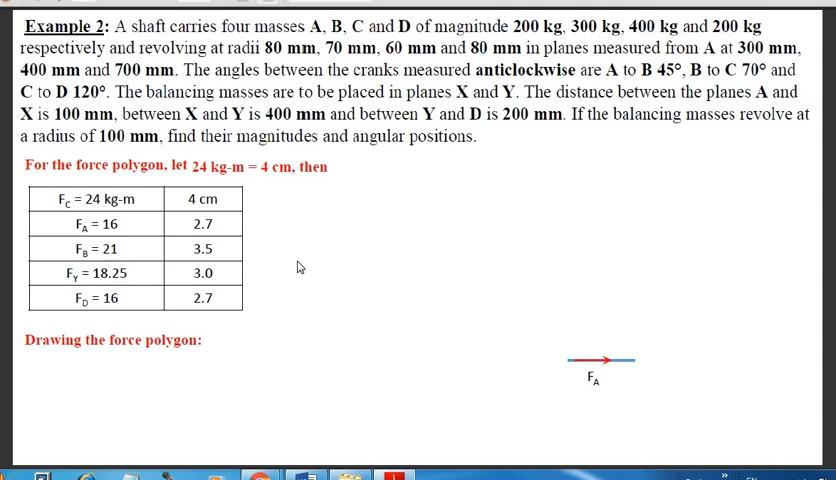 Example 2: A shaft carries four masses A, B, C and D of magnitude 200 kg, 300 kg, 400 kg and 200 kg
respectively and revolving at radii 80 mm, 70 mm, 60 mm and 80 mm in planes measured from A at 300 mm,
400 mm and 700 mm. The angles between the cranks measured anticlockwise are A to B 45°, B to C 70° and
C to D 120°. The balancing masses are to be placed in planes X and Y. The distance between the planes A and
X is 100 mm, between X and Y is 400 mm and between Y and D is 200 mm. If the balancing masses revolve at
a radius of 100 mm, find their magnitudes and angular positions.
For the force polygon, let 24 kg-m = 4 cm, then
FC = 24 kg-m 4 cm
FA = 16 2.7
FB = 21 3.5
FY = 18.25 3.0
FD = 16 2.7
Drawing the force polygon:
FA